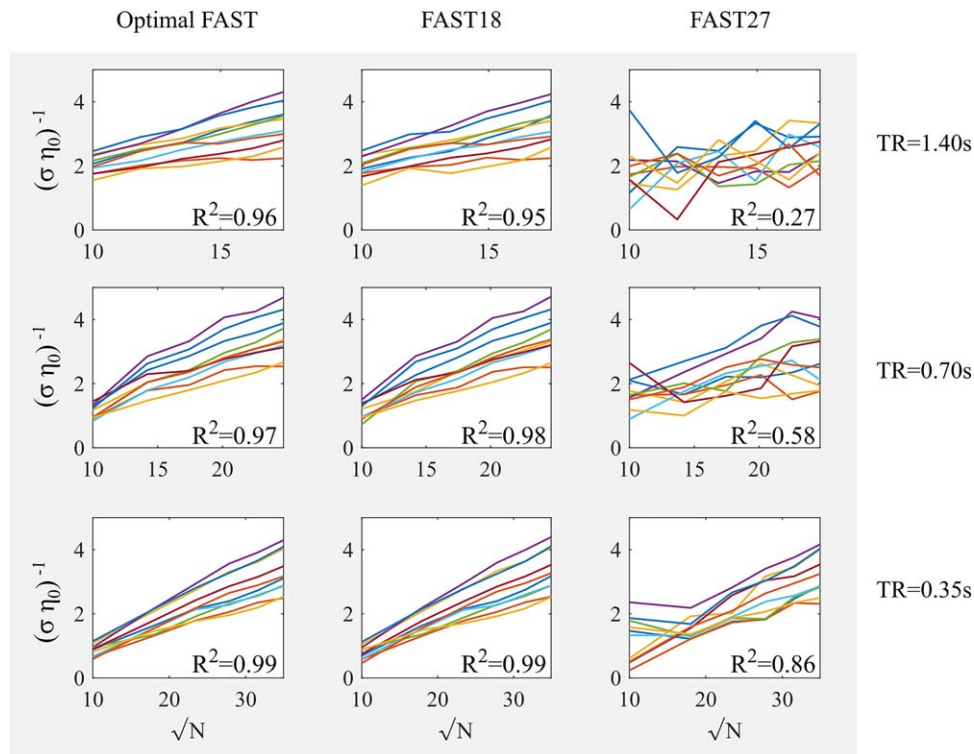 Optimal FAST FAST18 FAST27
(σ η₀)⁻¹
4
2
0
10 15
R²=0.96
4
2
0
10 15
R²=0.95
4
2
0
10 15
R²=0.27
TR=1.40s
(σ η₀)⁻¹
4
2
0
10 15 20
R²=0.97
4
2
0
10 15 20
R²=0.98
4
2
0
10 15 20
R²=0.58
TR=0.70s
(σ η₀)⁻¹
4
2
0
10 20 30
R²=0.99
4
2
0
10 20 30
R²=0.99
4
2
0
10 20 30
R²=0.86
TR=0.35s
√N √N √N